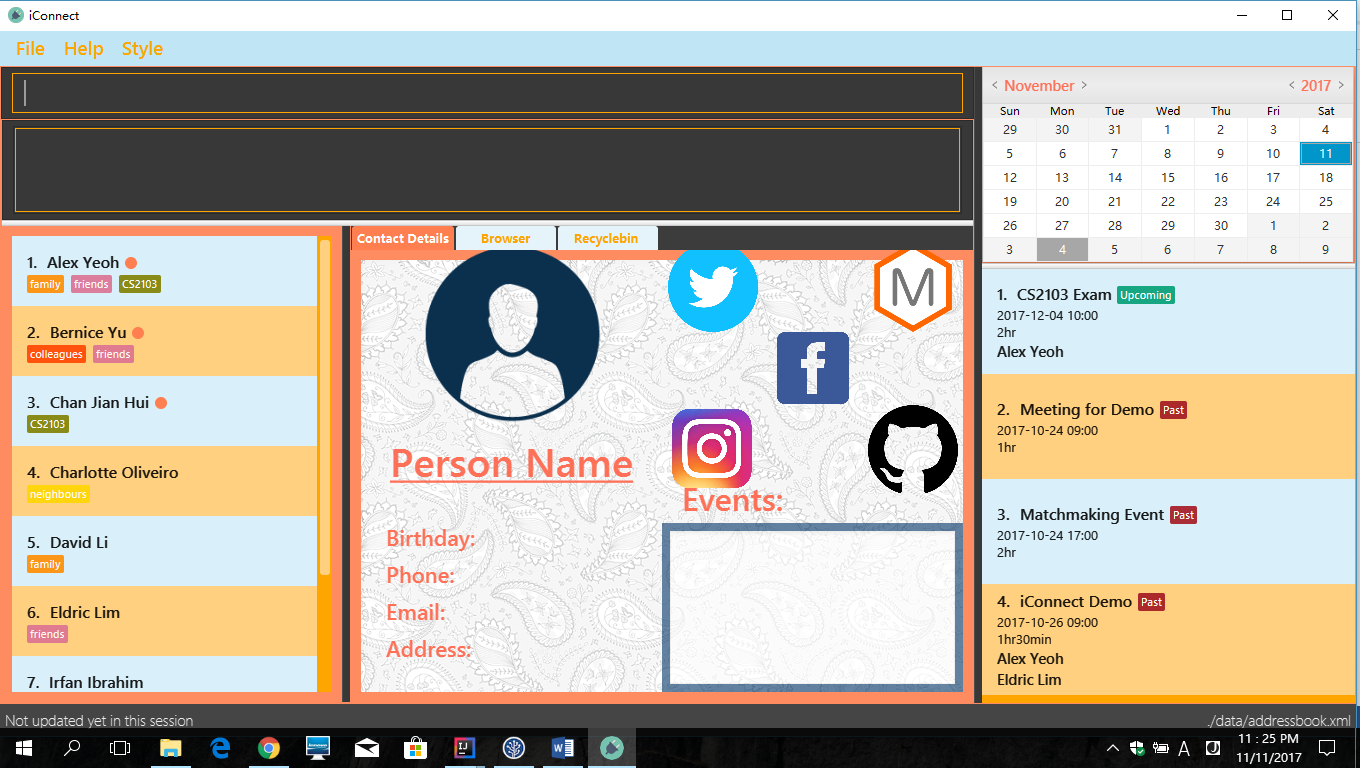 iConnect
File Help Style
< November > < 2017 >
Sun Mon Tue Wed Thu Fri Sat
29 30 31 1 2 3 4
5 6 7 8 9 10 11
12 13 14 15 16 17 18
19 20 21 22 23 24 25
26 27 28 29 30 1 2
3 4 5 6 7 8 9
1. Alex Yeoh
family friends CS2103
2. Bernice Yu
colleagues friends
3. Chan Jian Hui
CS2103
4. Charlotte Oliveiro
neighbours
5. David Li
family
6. Eldric Lim
friends
7. Irfan Ibrahim
Contact Details Browser Recyclebin
M
f
Person Name
Birthday:
Phone:
Email:
Address:
Events:
1. CS2103 Exam Upcoming
2017-12-04 10:00
2hr
Alex Yeoh
2. Meeting for Demo Past
2017-10-24 09:00
1hr
3. Matchmaking Event Past
2017-10-24 17:00
2hr
4. iConnect Demo Past
2017-10-26 09:00
1hr30min
Alex Yeoh
Eldric Lim
Not updated yet in this session
./data/addressbook.xml
A
11 : 25 PM
11/11/2017